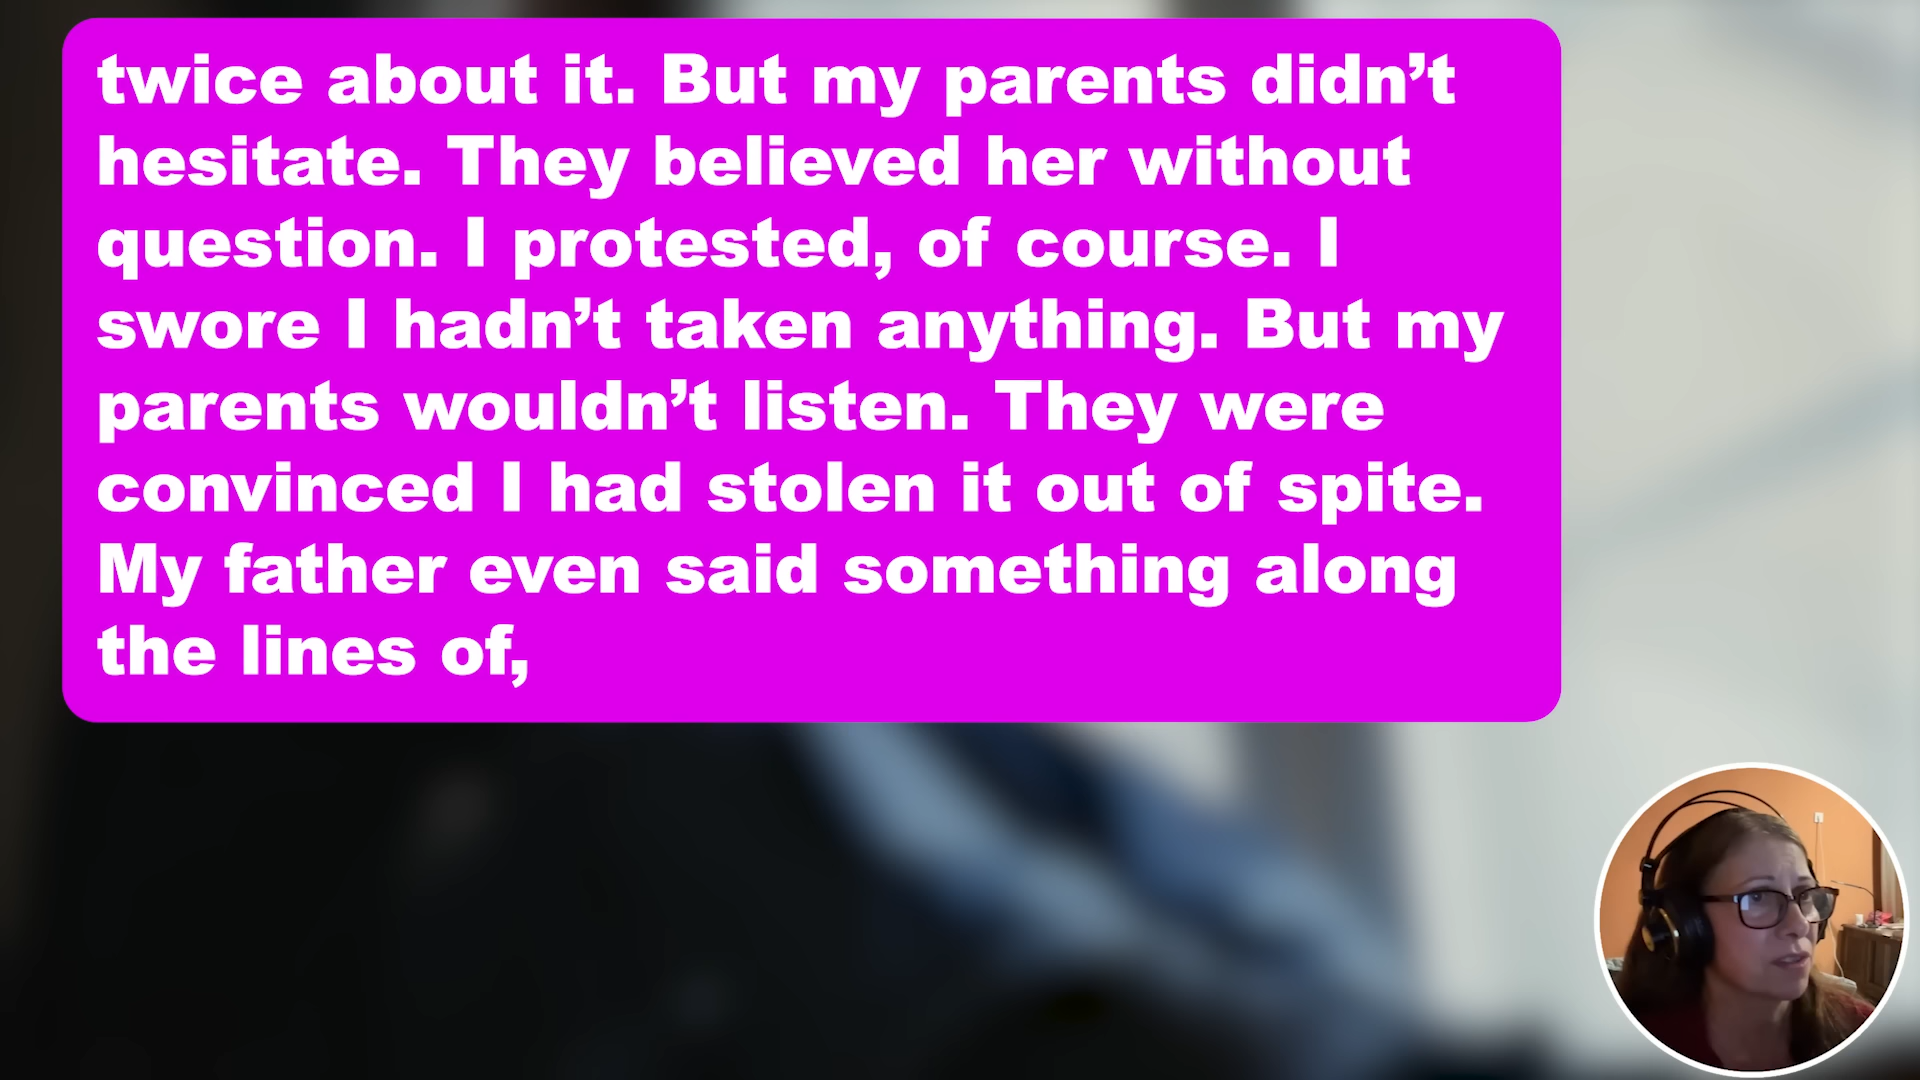 twice about it. But my parents didn’t
hesitate. They believed her without
question. I protested, of course. I
swore I hadn’t taken anything. But my
parents wouldn’t listen. They were
convinced I had stolen it out of spite.
My father even said something along
the lines of,